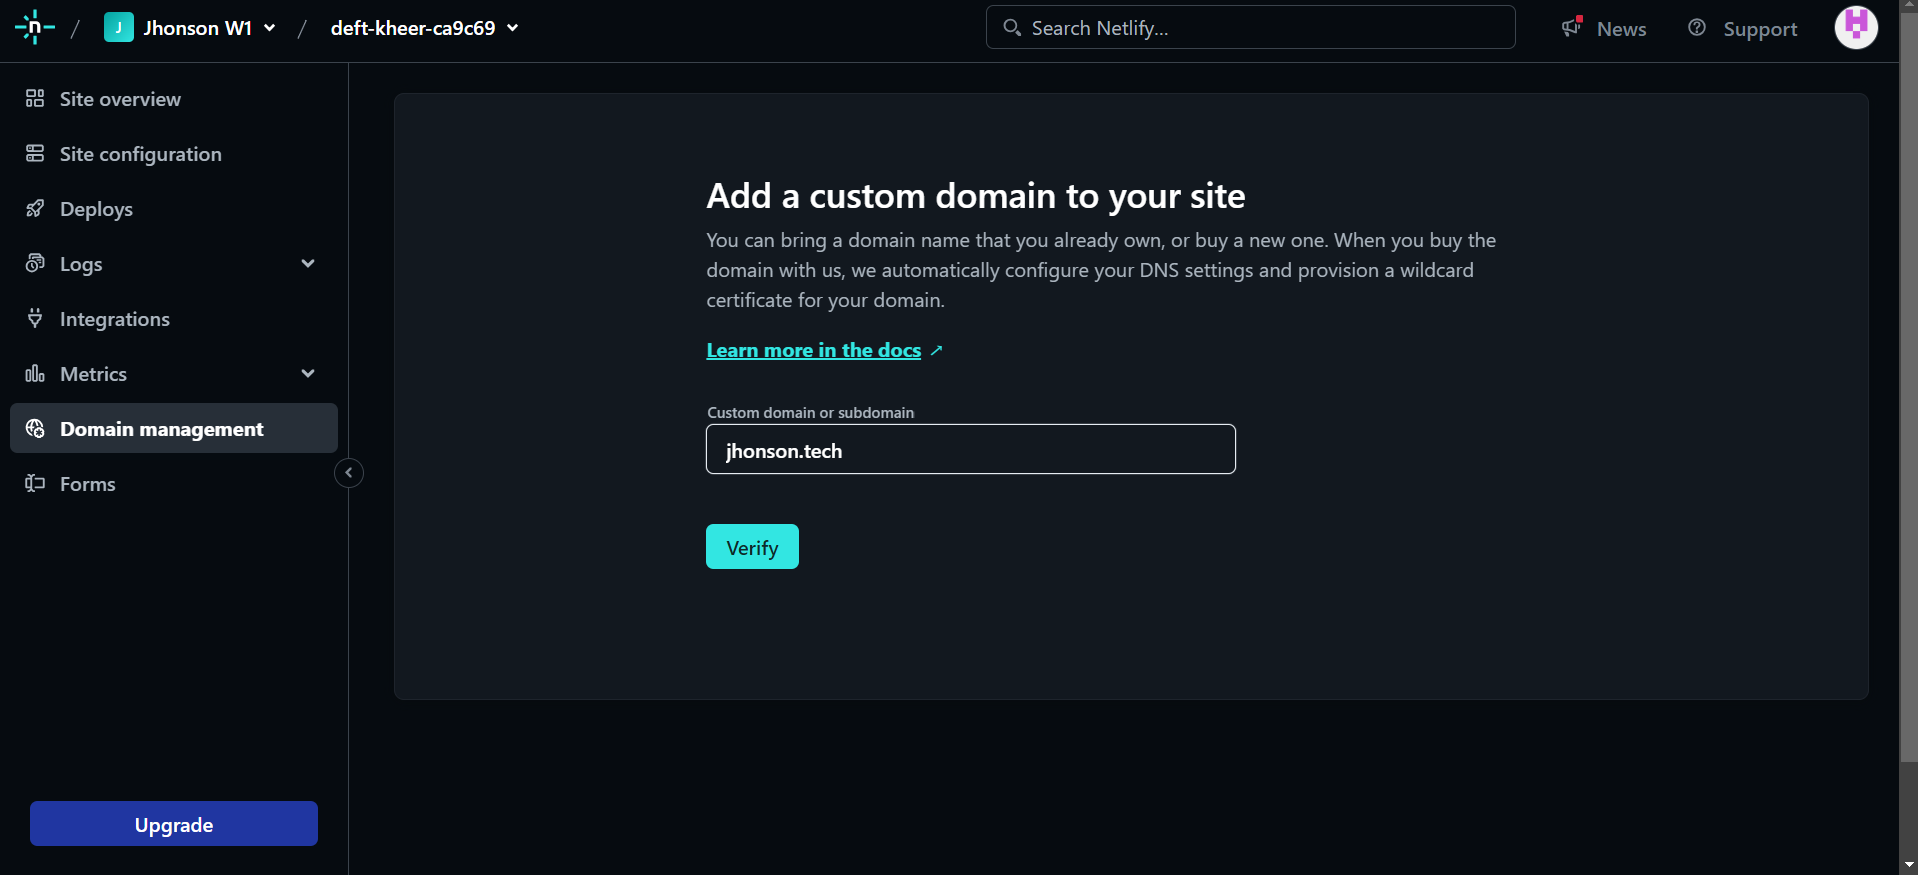 n / J Jhonson W1 / deft-kheer-ca9c69 Search Netlify... News Support
Site overview
Site configuration
Deploys
Logs
Integrations
Metrics
Domain management
Forms
Upgrade
Add a custom domain to your site
You can bring a domain name that you already own, or buy a new one. When you buy the
domain with us, we automatically configure your DNS settings and provision a wildcard
certificate for your domain.
Learn more in the docs
Custom domain or subdomain
jhonson.tech
Verify